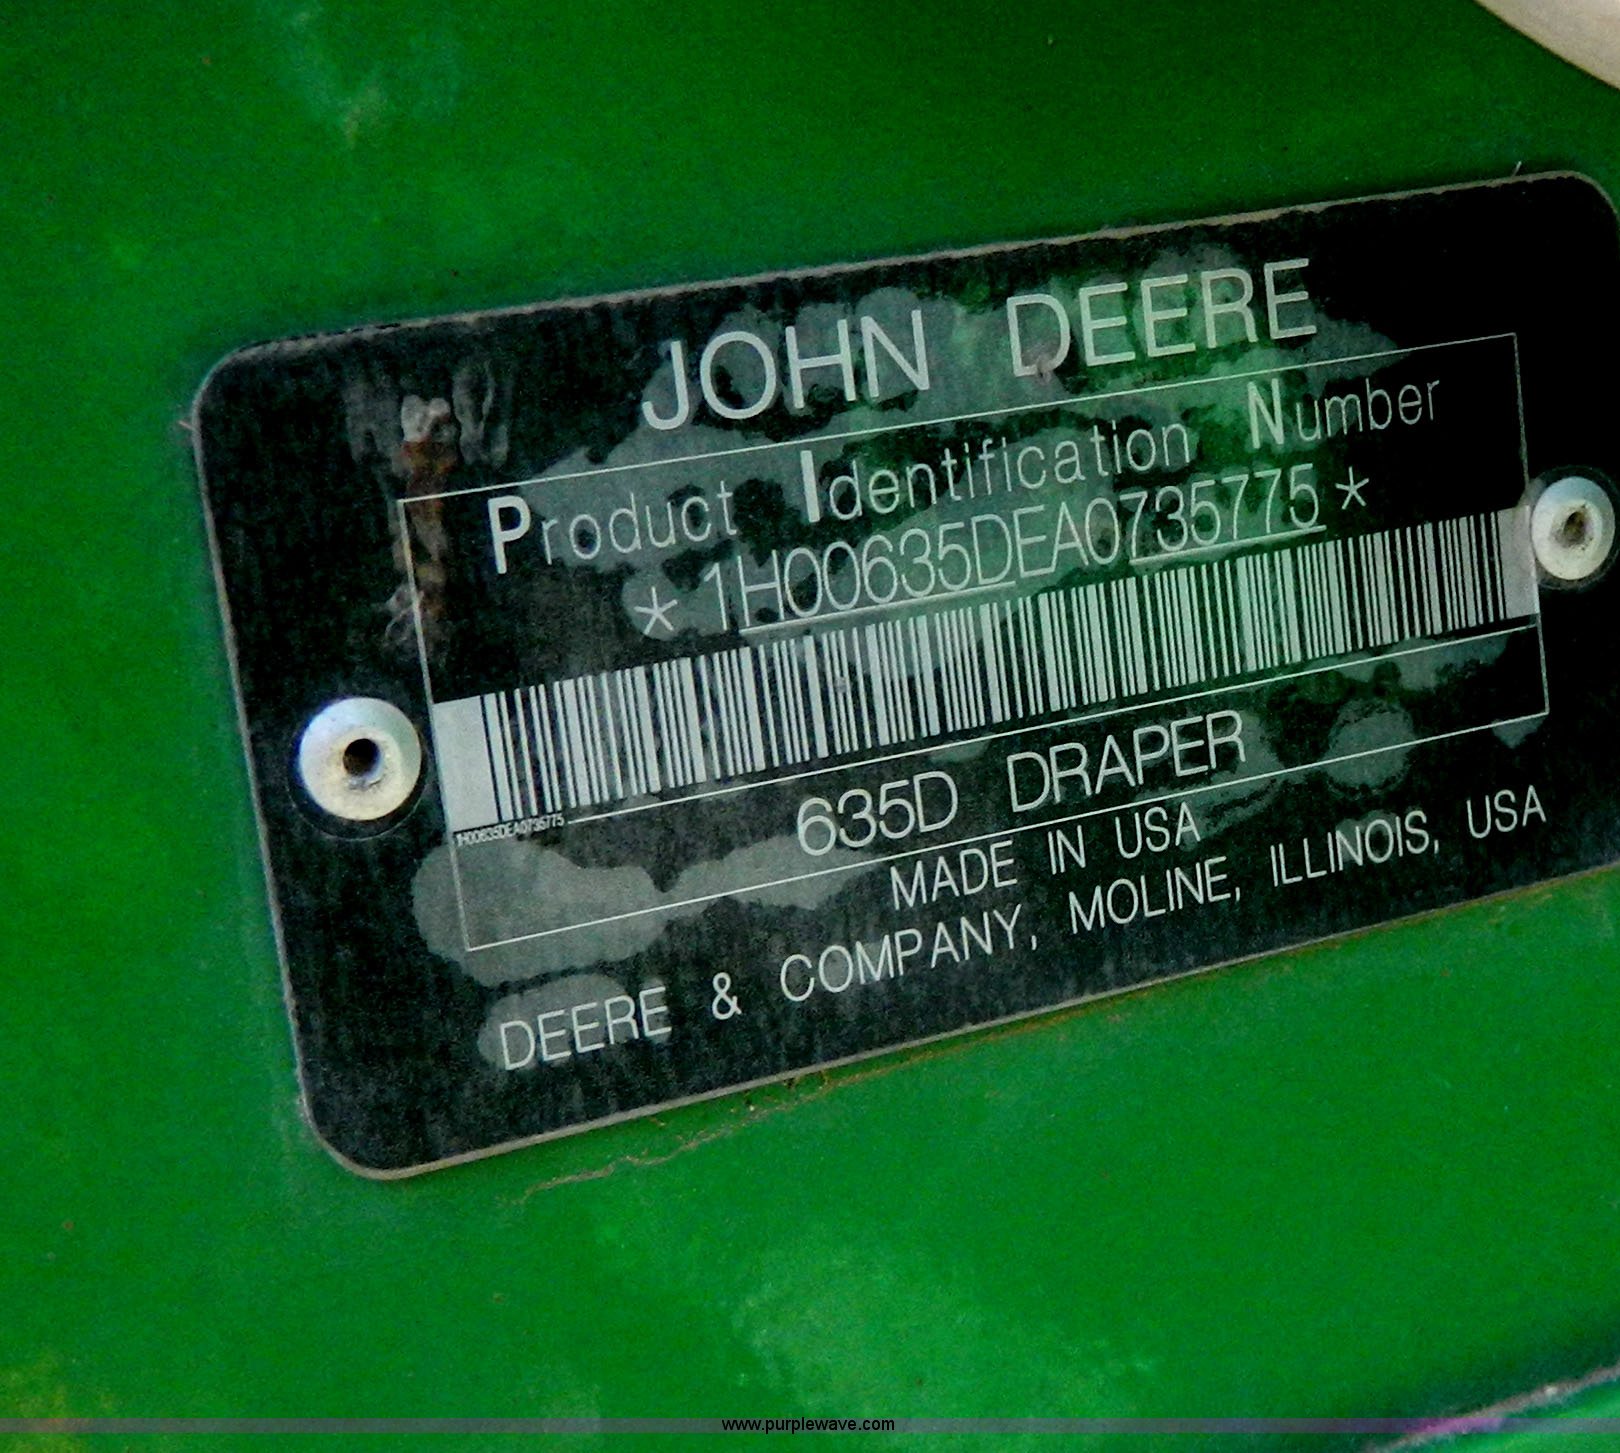 JOHN DEERE
Product Identification Number
* 1H00635DEA0735775 *
1H00635DEA0735775
635D DRAPER
MADE IN USA
DEERE & COMPANY, MOLINE, ILLINOIS, USA
www.purplewave.com